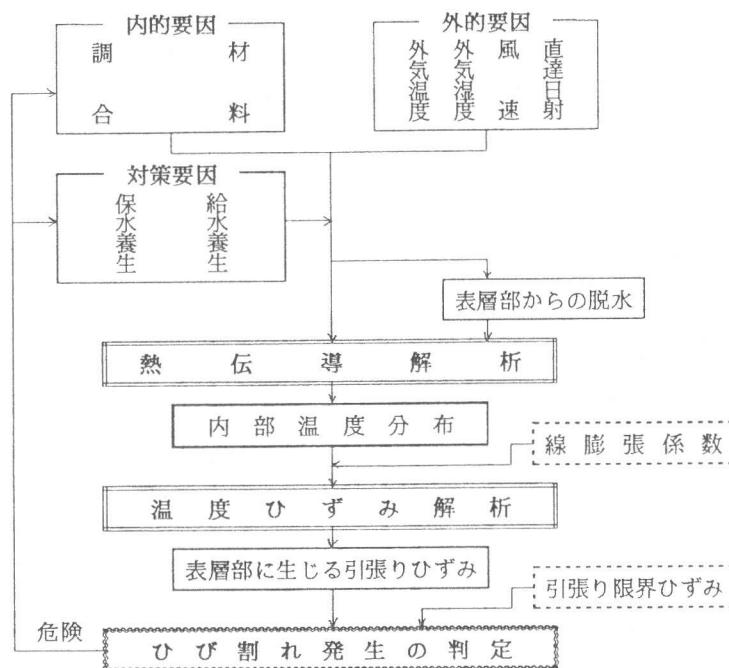 内的要因
調合
材料
外的要因
外気温度
外気湿度
風速
直達日射
対策要因
保水養生
給水養生
表層部からの脱水
熱伝導解析
内部温度分布
線膨張係数
温度ひずみ解析
表層部に生じる引張りひずみ
引張り限界ひずみ
危険
ひび割れ発生の判定